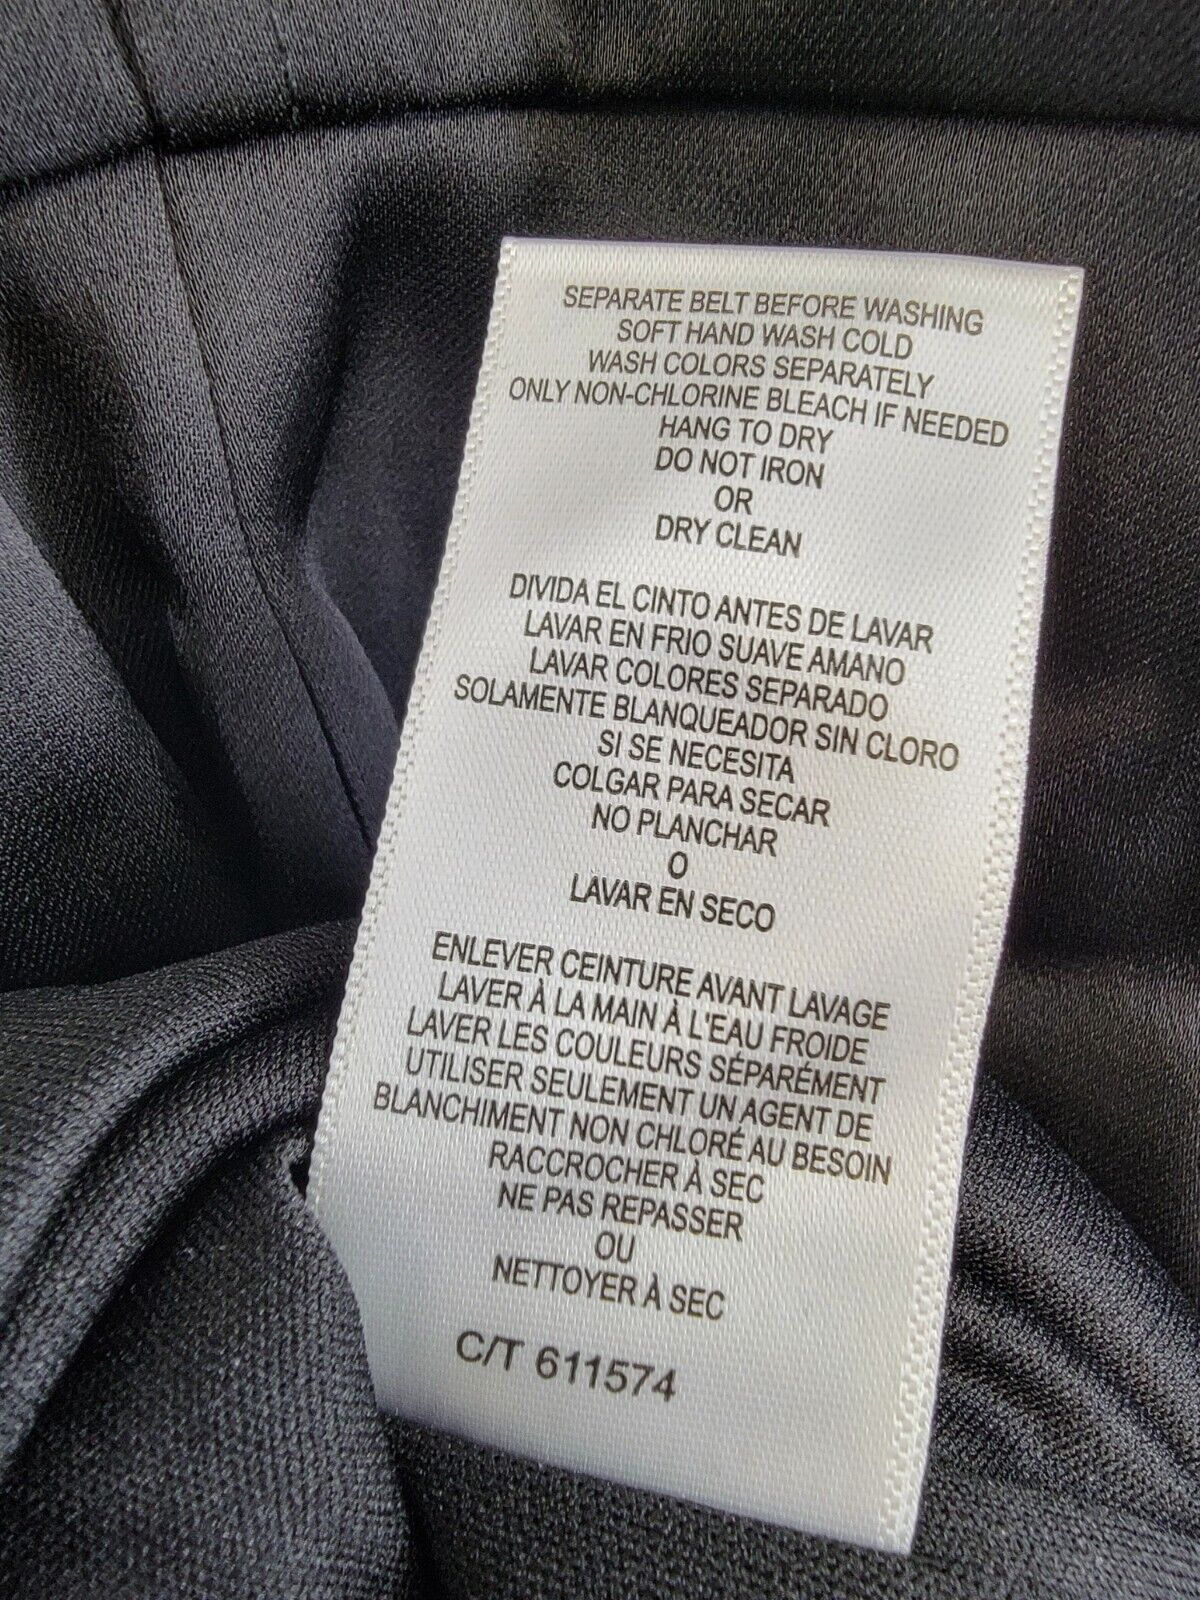 SEPARATE BELT BEFORE WASHING
SOFT HAND WASH COLD
WASH COLORS SEPARATELY
ONLY NON-CHLORINE BLEACH IF NEEDED
HANG TO DRY
DO NOT IRON
OR
DRY CLEAN
DIVIDA EL CINTO ANTES DE LAVAR
LAVAR EN FRIO SUAVE AMANO
LAVAR COLORES SEPARADO
SOLAMENTE BLANQUEADOR SIN CLORO
SI SE NECESITA
COLGAR PARA SECAR
NO PLANCHAR
O
LAVAR EN SECO
ENLEVER CEINTURE AVANT LAVAGE
LAVER À LA MAIN À L'EAU FROIDE
LAVER LES COULEURS SÉPARÉMENT
UTILISER SEULEMENT UN AGENT DE
BLANCHIMENT NON CHLORÉ AU BESOIN
RACCROCHER À SEC
NE PAS REPASSER
OU
NETTOYER À SEC
C/T 611574